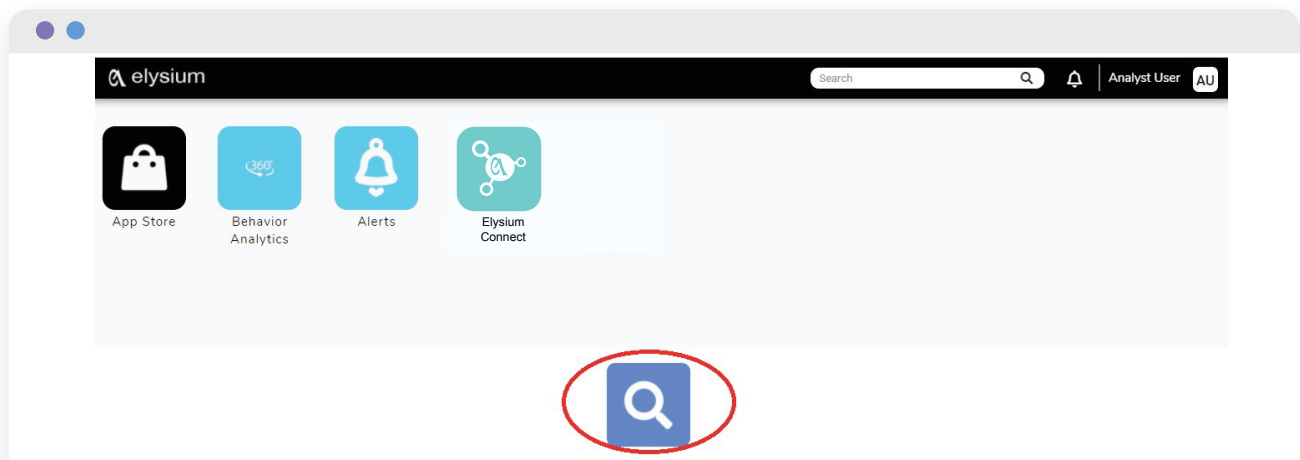 elysium
Search
Analyst User AU
360°
App Store
Behavior
Analytics
Alerts
Elysium
Connect